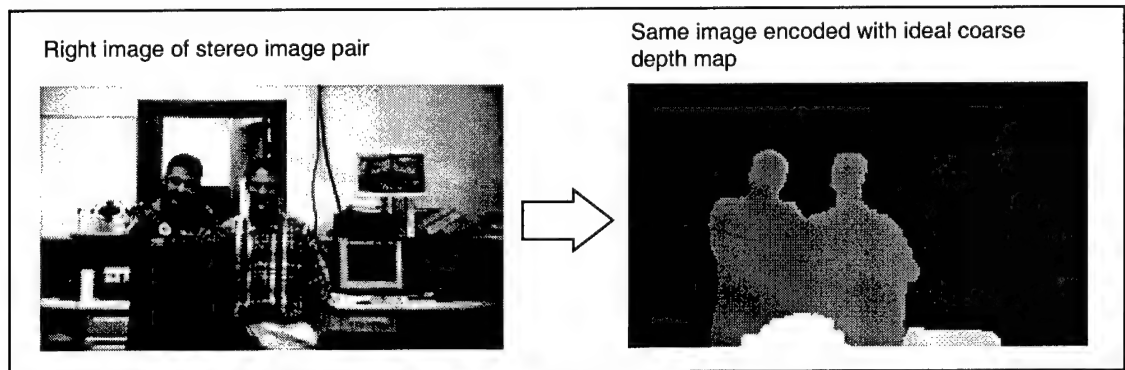 Right image of stereo image pair
Same image encoded with ideal coarse
depth map